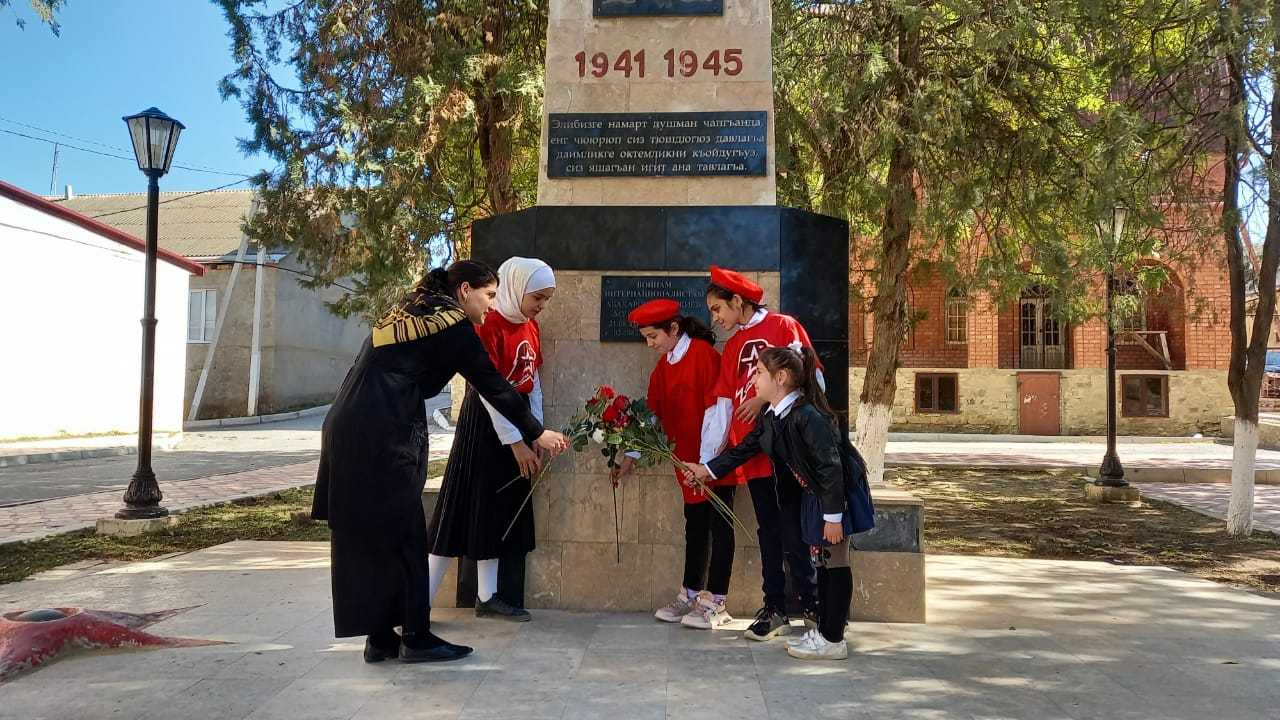 1941 1945
Элибизге намарт душман чапгъанда,
енг чююрюп сиз тюшдюгюз давлагъа
даимликге октемликни къойдугъуз,
сиз яшагъан игит ана тавлагъа.
ВОИНАМ
ИНТЕРНАЦИОНАЛИСТАМ